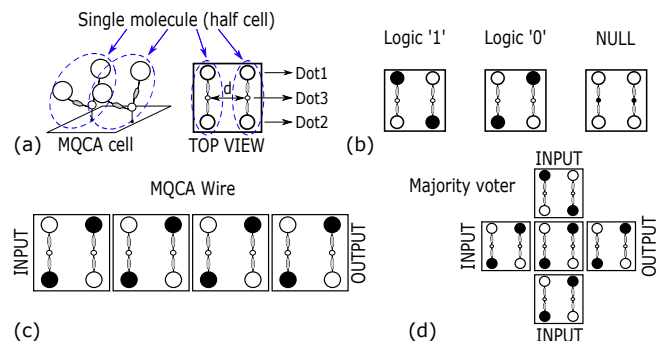 Single molecule (half cell)
Dot1
d
Dot3
Dot2
(a)
MQCA cell
TOP VIEW
Logic '1'
Logic '0'
NULL
(b)
MQCA Wire
INPUT
OUTPUT
(c)
Majority voter
INPUT
INPUT
OUTPUT
INPUT
(d)